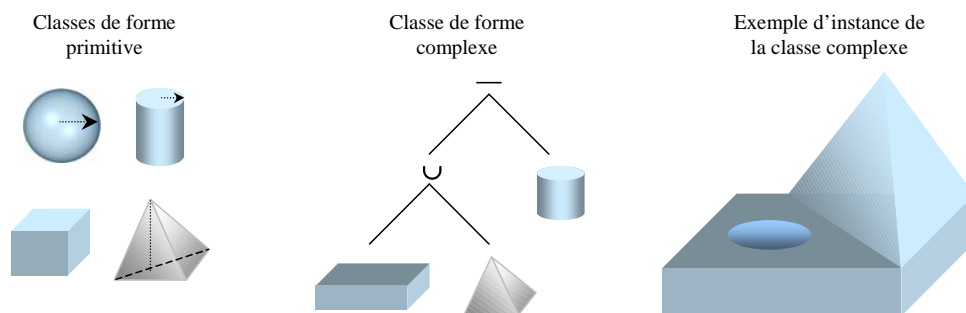 Classes de forme
primitive
Classe de forme
complexe
Exemple d’instance de
la classe complexe
—
∪